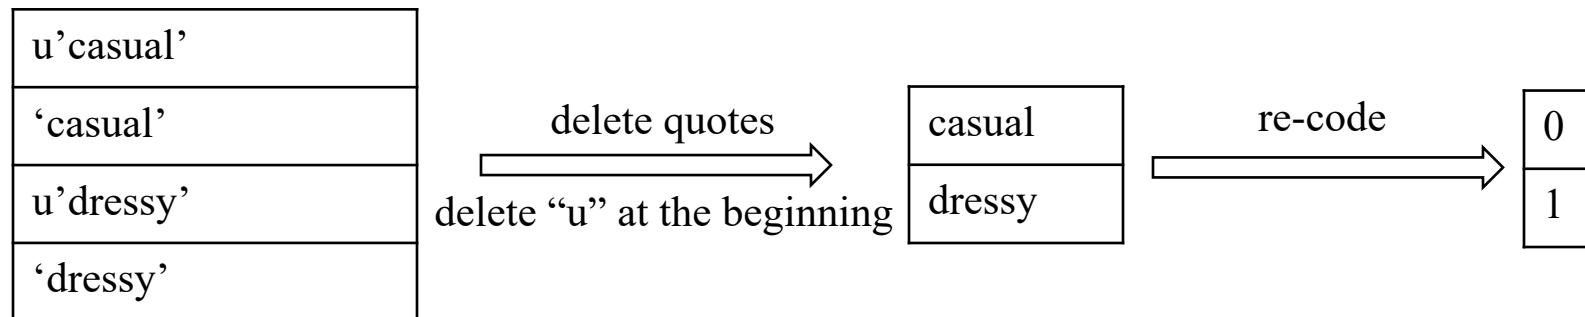 u’casual’
‘casual’
u’dressy’
‘dressy’
delete quotes
delete “u” at the beginning
casual
dressy
re-code
0
1